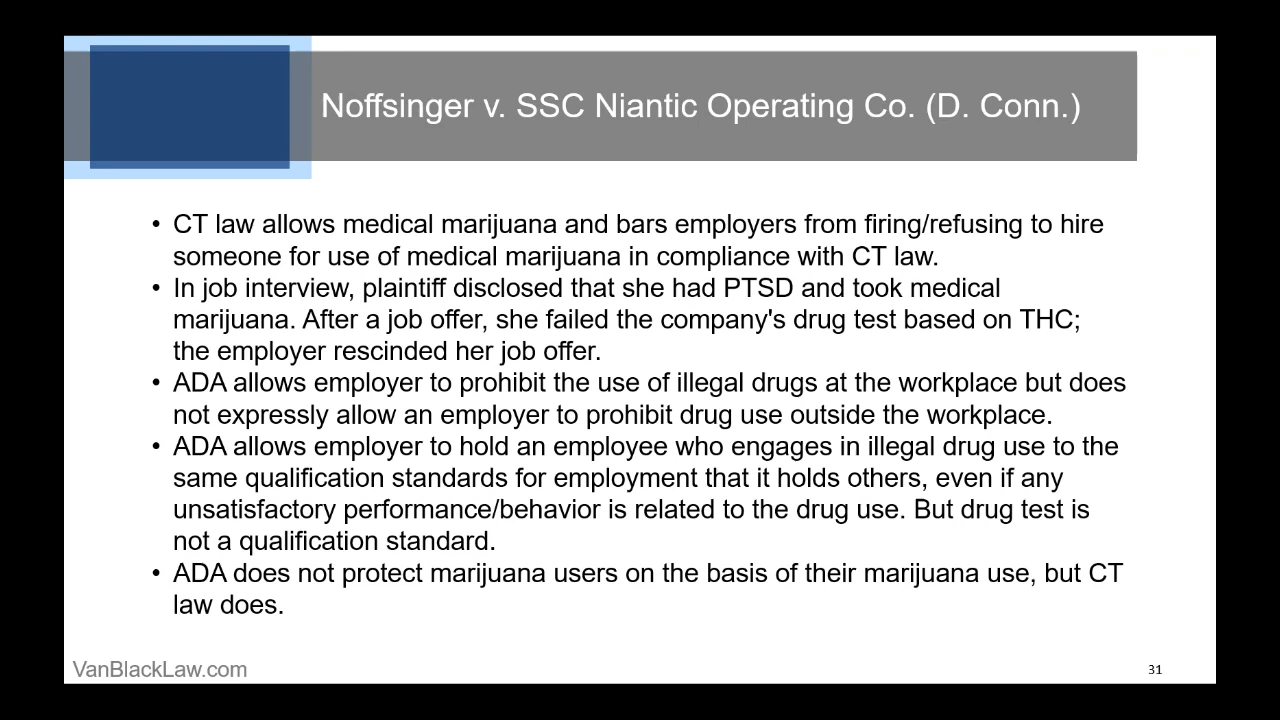 Noffsinger v. SSC Niantic Operating Co. (D. Conn.)
• CT law allows medical marijuana and bars employers from firing/refusing to hire
someone for use of medical marijuana in compliance with CT law.
• In job interview, plaintiff disclosed that she had PTSD and took medical
marijuana. After a job offer, she failed the company's drug test based on THC;
the employer rescinded her job offer.
• ADA allows employer to prohibit the use of illegal drugs at the workplace but does
not expressly allow an employer to prohibit drug use outside the workplace.
• ADA allows employer to hold an employee who engages in illegal drug use to the
same qualification standards for employment that it holds others, even if any
unsatisfactory performance/behavior is related to the drug use. But drug test is
not a qualification standard.
• ADA does not protect marijuana users on the basis of their marijuana use, but CT
law does.
VanBlackLaw.com
31